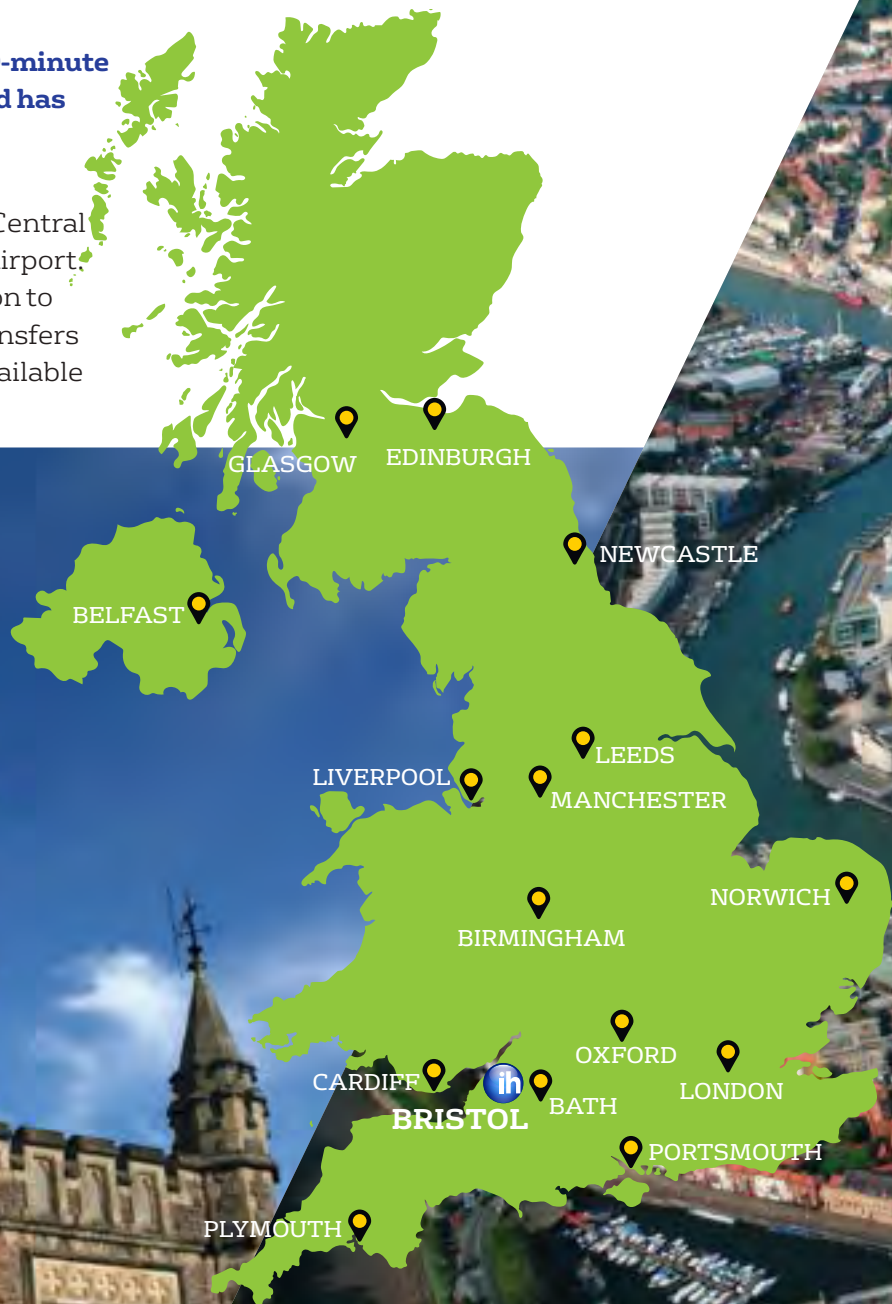 -minute
d has
Central
irport.
on to
nsfers
ailable
GLASGOW
EDINBURGH
NEWCASTLE
BELFAST
LEEDS
LIVERPOOL
MANCHESTER
NORWICH
BIRMINGHAM
OXFORD
CARDIFF
ih
LONDON
BATH
BRISTOL
PORTSMOUTH
PLYMOUTH